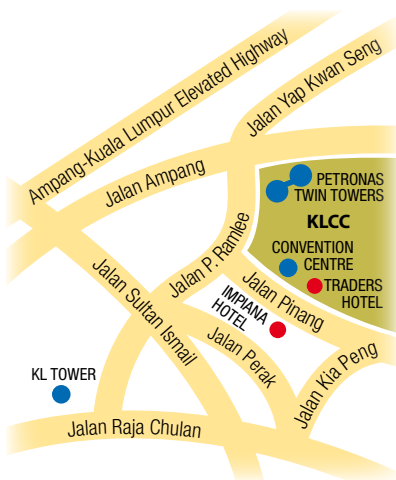 Ampang-Kuala Lumpur Elevated Highway
Jalan Yap Kwan Seng
Jalan Ampang
PETRONAS
TWIN TOWERS
KLCC
CONVENTION
CENTRE
TRADERS
HOTEL
Jalan P. Ramlee
Jalan Pinang
IMPIANA
HOTEL
Jalan Sultan Ismail
Jalan Perak
Jalan Kia Peng
KL TOWER
Jalan Raja Chulan